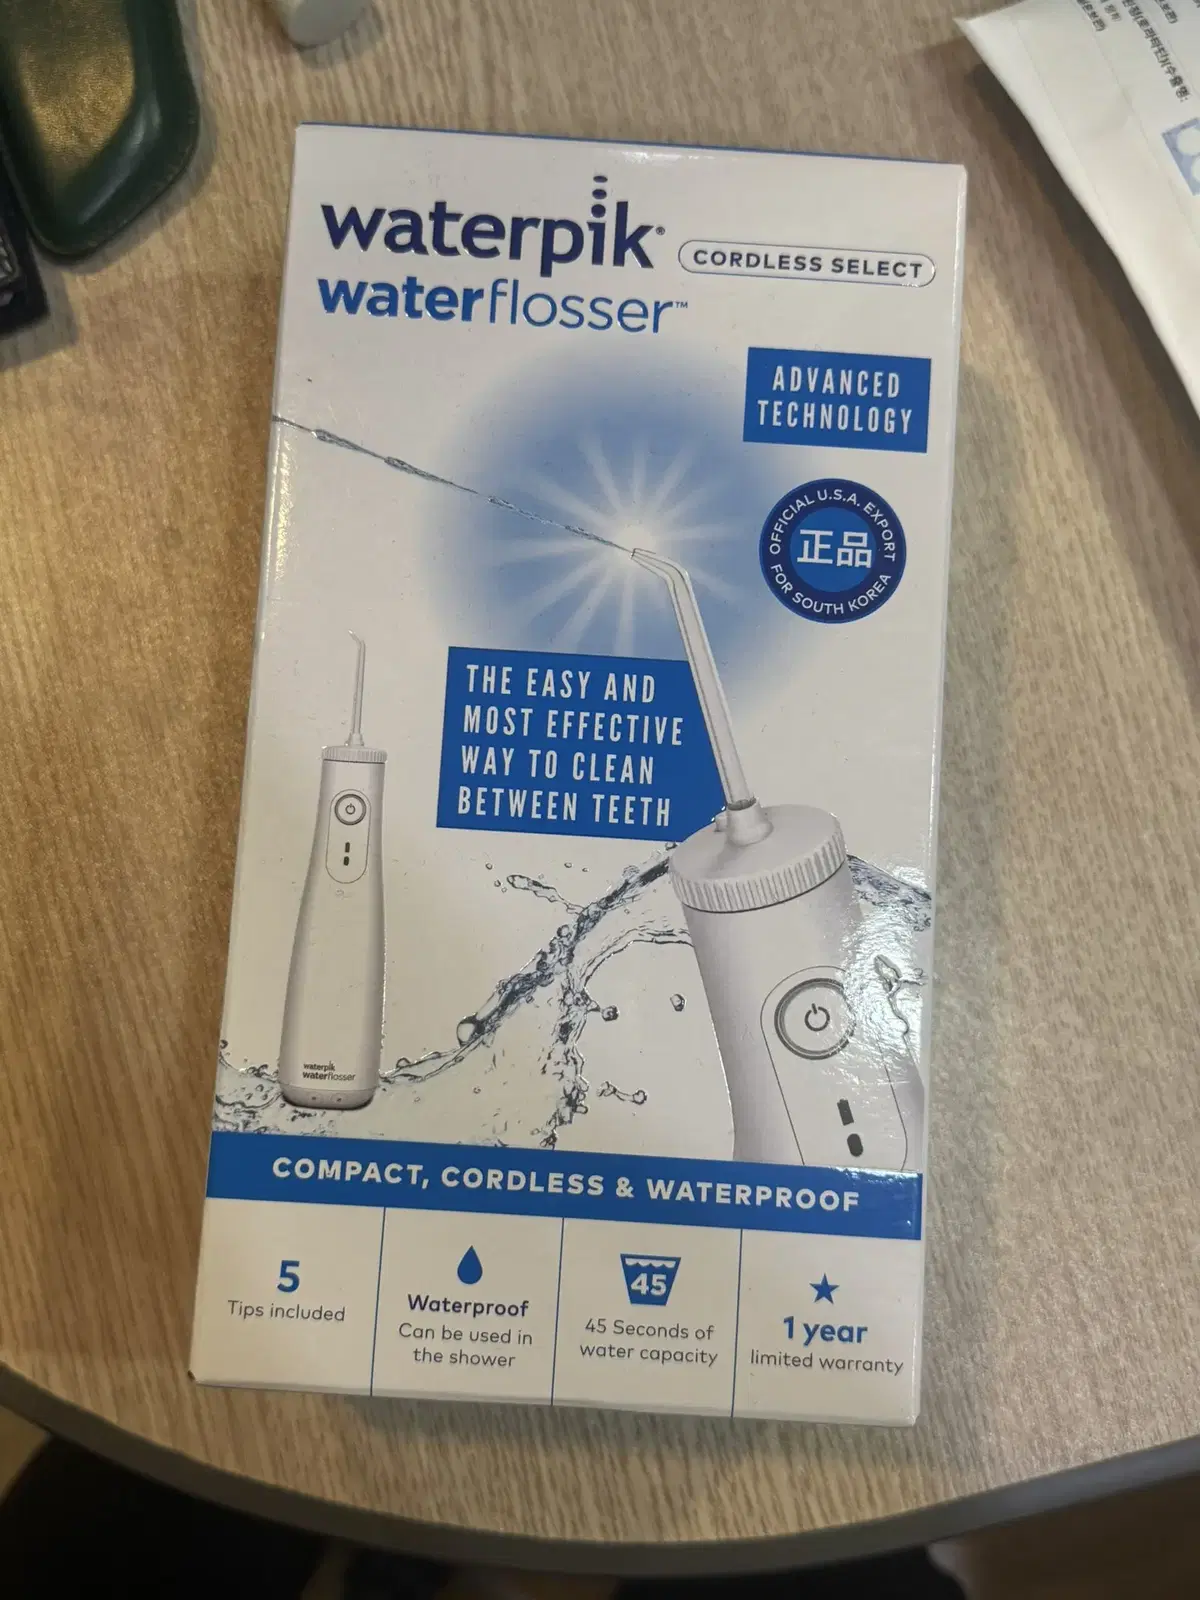 waterpik®
CORDLESS SELECT
waterflosser™
ADVANCED
TECHNOLOGY
OFFICIAL U.S.A. EXPORT
正品
FOR SOUTH KOREA
THE EASY AND
MOST EFFECTIVE
WAY TO CLEAN
BETWEEN TEETH
waterpik
waterflosser
COMPACT, CORDLESS & WATERPROOF
5
Tips included
Waterproof
Can be used in
the shower
45
45 Seconds of
water capacity
1 year
limited warranty